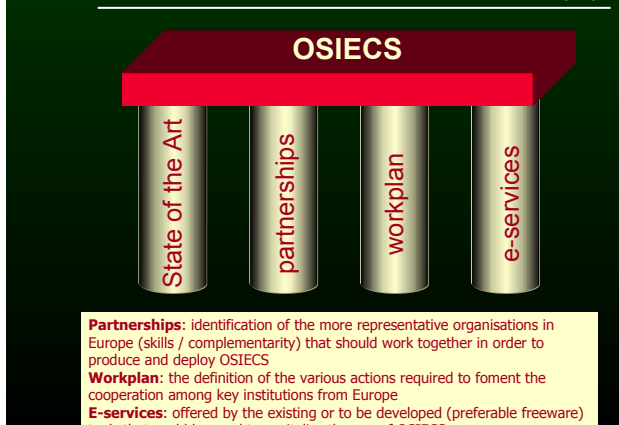 OSIECS
State of the Art
partnerships
workplan
e-services
Partnerships: identification of the more representative organisations in
Europe (skills / complementarity) that should work together in order to
produce and deploy OSIECS
Workplan: the definition of the various actions required to foment the
cooperation among key institutions from Europe
E-services: offered by the existing or to be developed (preferable freeware)